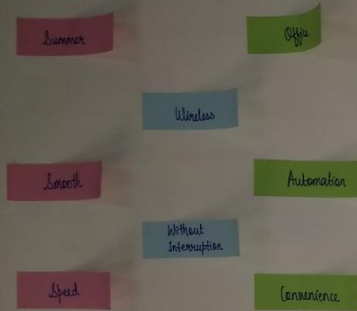 Summer
Office
Wireless
Smooth
Automation
Without
Interruption
Speed
Convenience